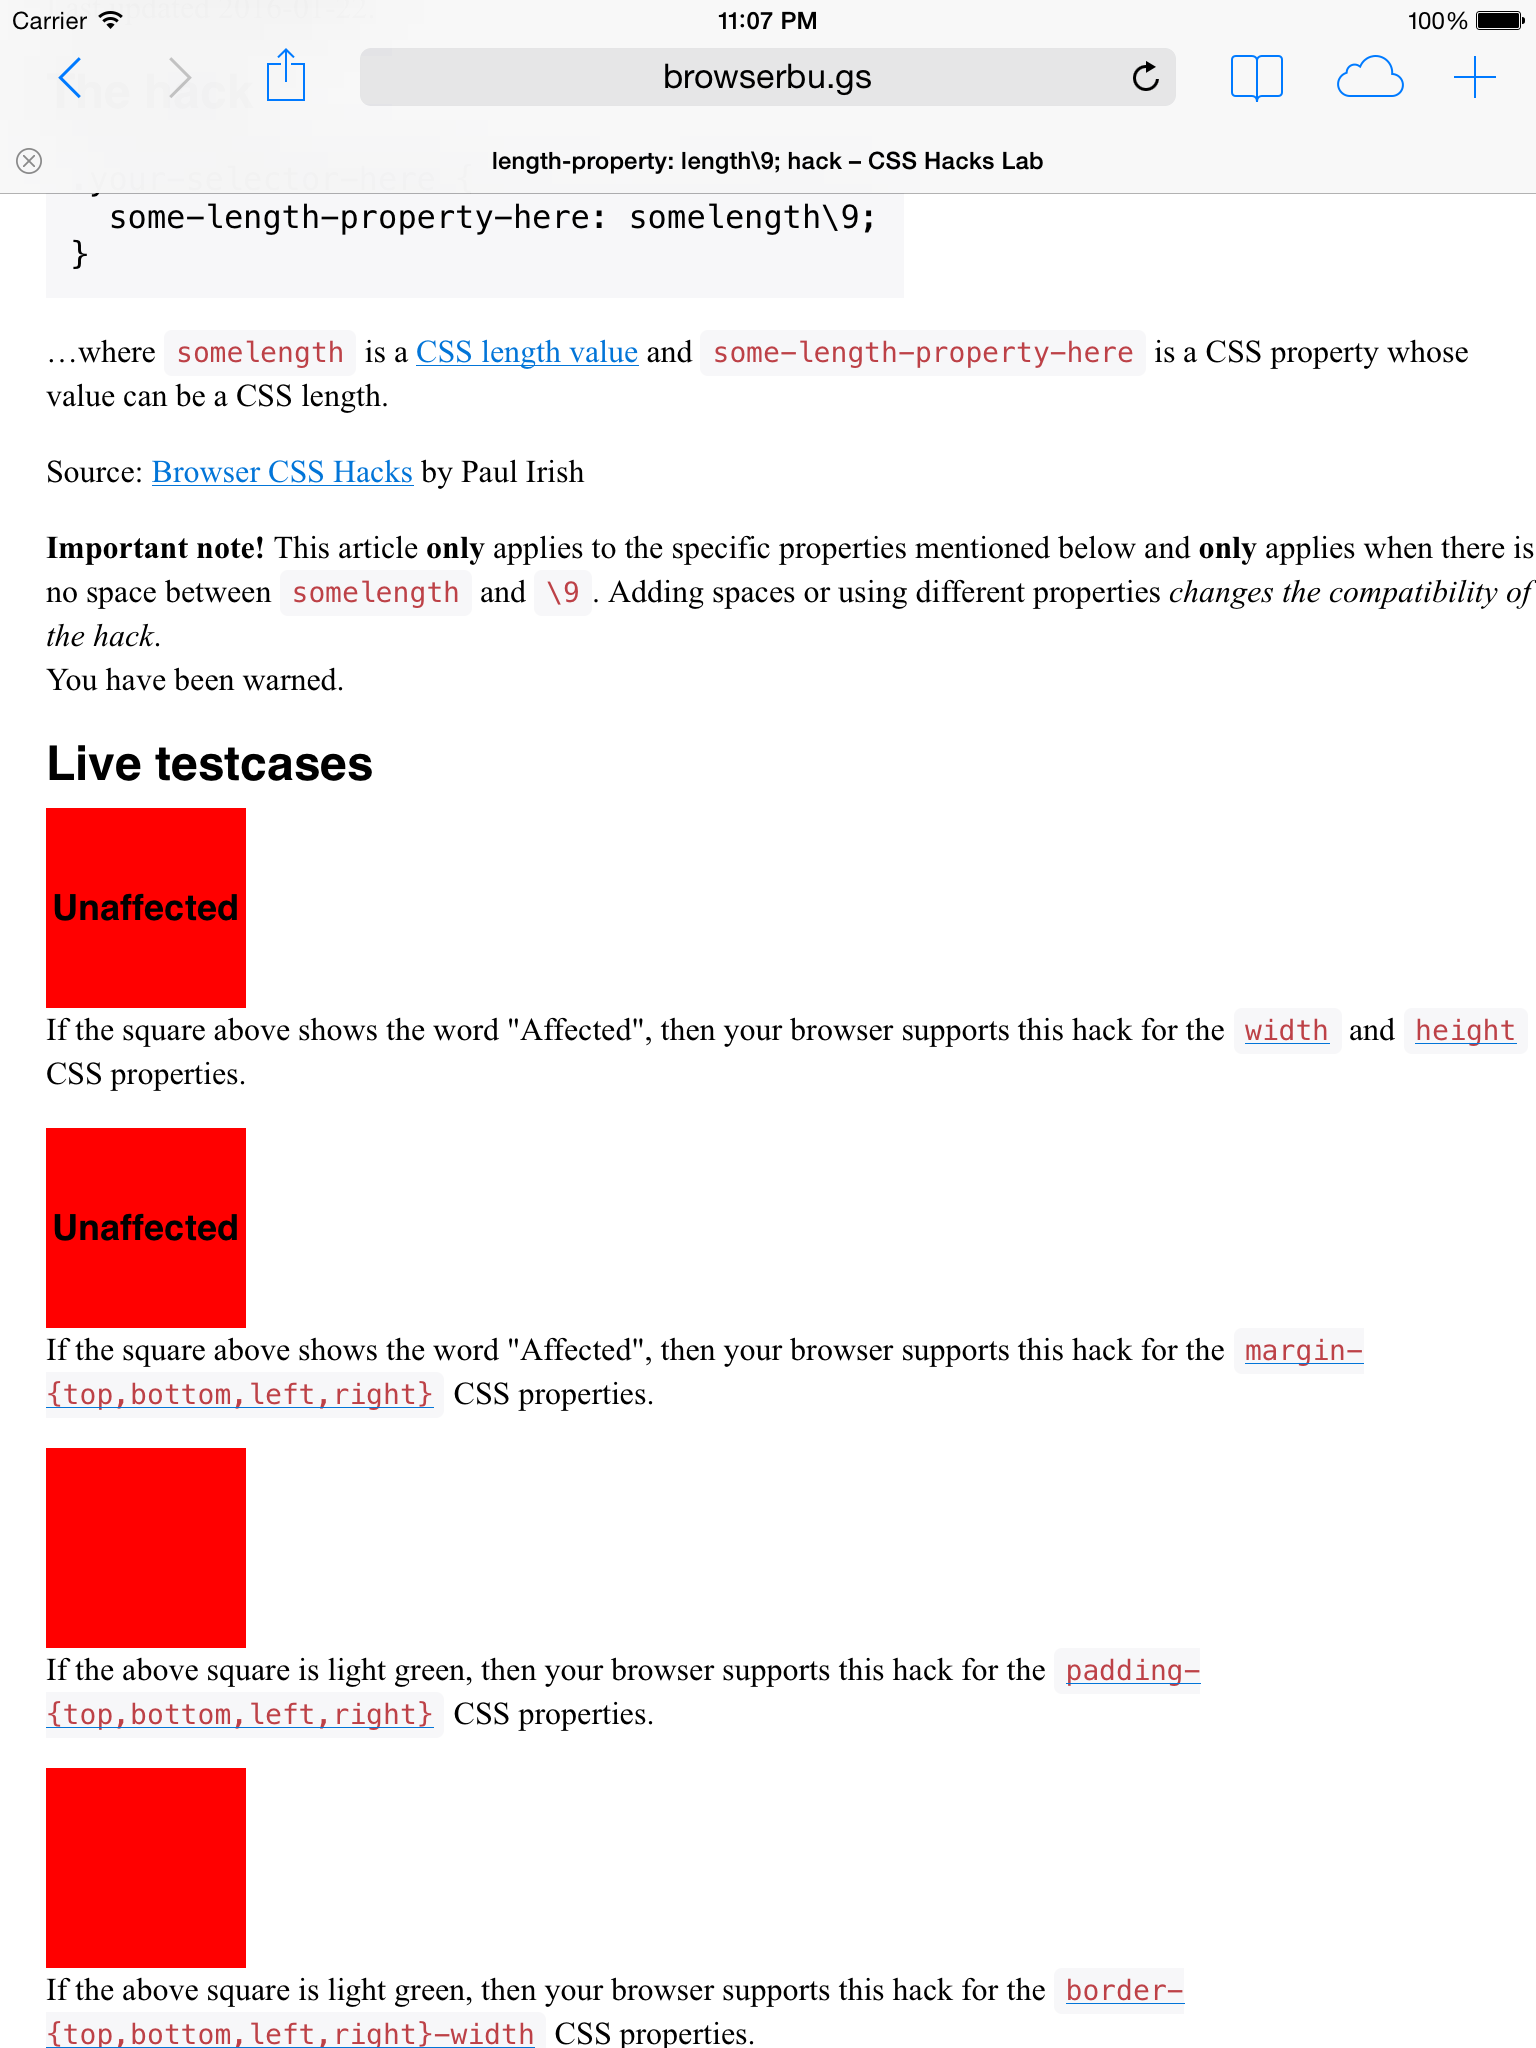 Carrier 11:07 PM 100%
browserbu.gs
The hack
length-property: length\9; hack – CSS Hacks Lab
.your-selector-here {
some-length-property-here: somelength\9;
}
…where somelength is a CSS length value and some-length-property-here is a CSS property whose
value can be a CSS length.
Source: Browser CSS Hacks by Paul Irish
Important note! This article only applies to the specific properties mentioned below and only applies when there is
no space between somelength and \9. Adding spaces or using different properties changes the compatibility of
the hack.
You have been warned.
Live testcases
Unaffected
If the square above shows the word "Affected", then your browser supports this hack for the width and height
CSS properties.
Unaffected
If the square above shows the word "Affected", then your browser supports this hack for the margin-
{top,bottom,left,right} CSS properties.
If the above square is light green, then your browser supports this hack for the padding-
{top,bottom,left,right} CSS properties.
If the above square is light green, then your browser supports this hack for the border-
{top,bottom,left,right}-width CSS properties.